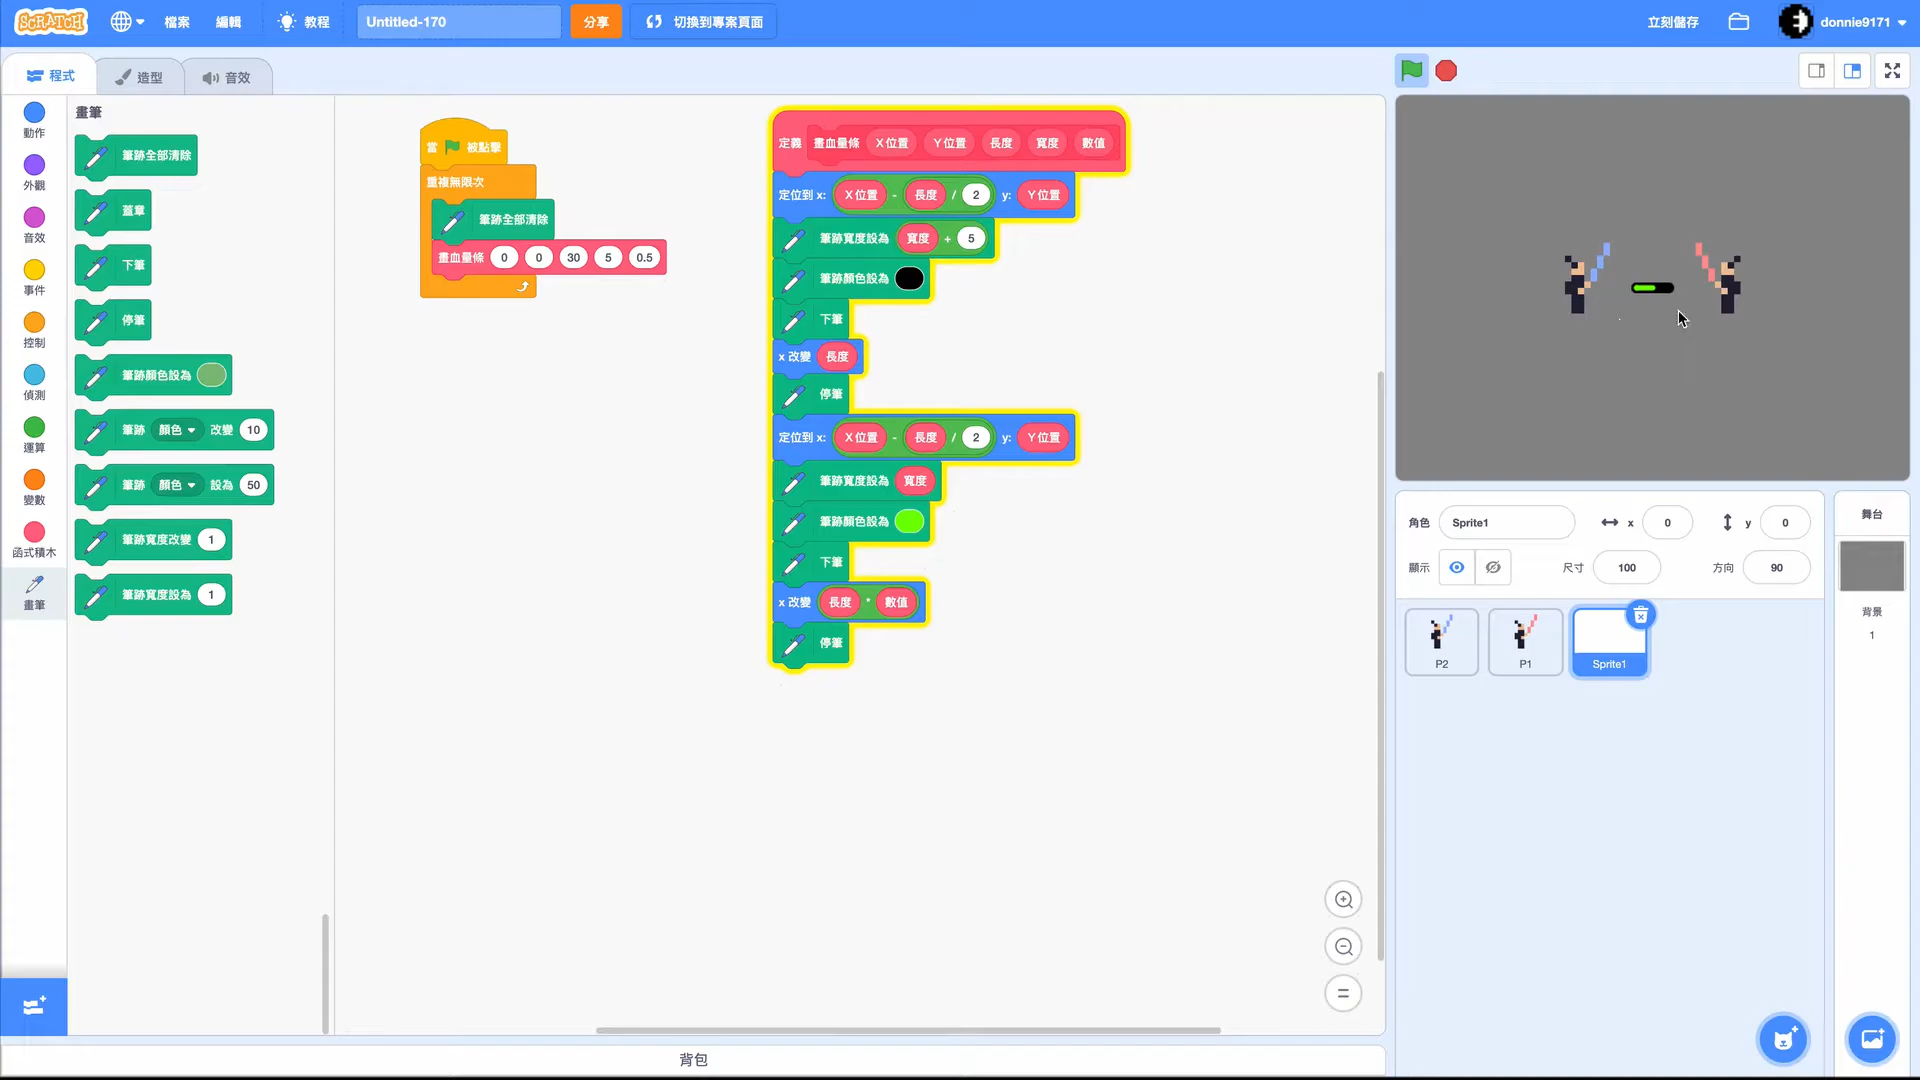 SCRATCH
檔案
編輯
教程
Untitled-170
分享
切換到專案頁面
立刻儲存
donnie9171
程式
造型
音效
動作
外觀
音效
事件
控制
偵測
運算
變數
函式積木
畫筆
畫筆
筆跡全部清除
蓋章
下筆
停筆
筆跡顏色設為
筆跡 顏色 改變 10
筆跡 顏色 設為 50
筆跡寬度改變 1
筆跡寬度設為 1
當 被點擊
重複無限次
筆跡全部清除
畫血量條 0 0 30 5 0.5
定義 畫血量條 X位置 Y位置 長度 寬度 數值
定位到 x: X位置 - 長度 / 2 y: Y位置
筆跡寬度設為 寬度 + 5
筆跡顏色設為
下筆
x 改變 長度
停筆
定位到 x: X位置 - 長度 / 2 y: Y位置
筆跡寬度設為 寬度
筆跡顏色設為
下筆
x 改變 長度 * 數值
停筆
角色 Sprite1 x 0 y 0
顯示 尺寸 100 方向 90
P2
P1
Sprite1
舞台
背景
1
背包